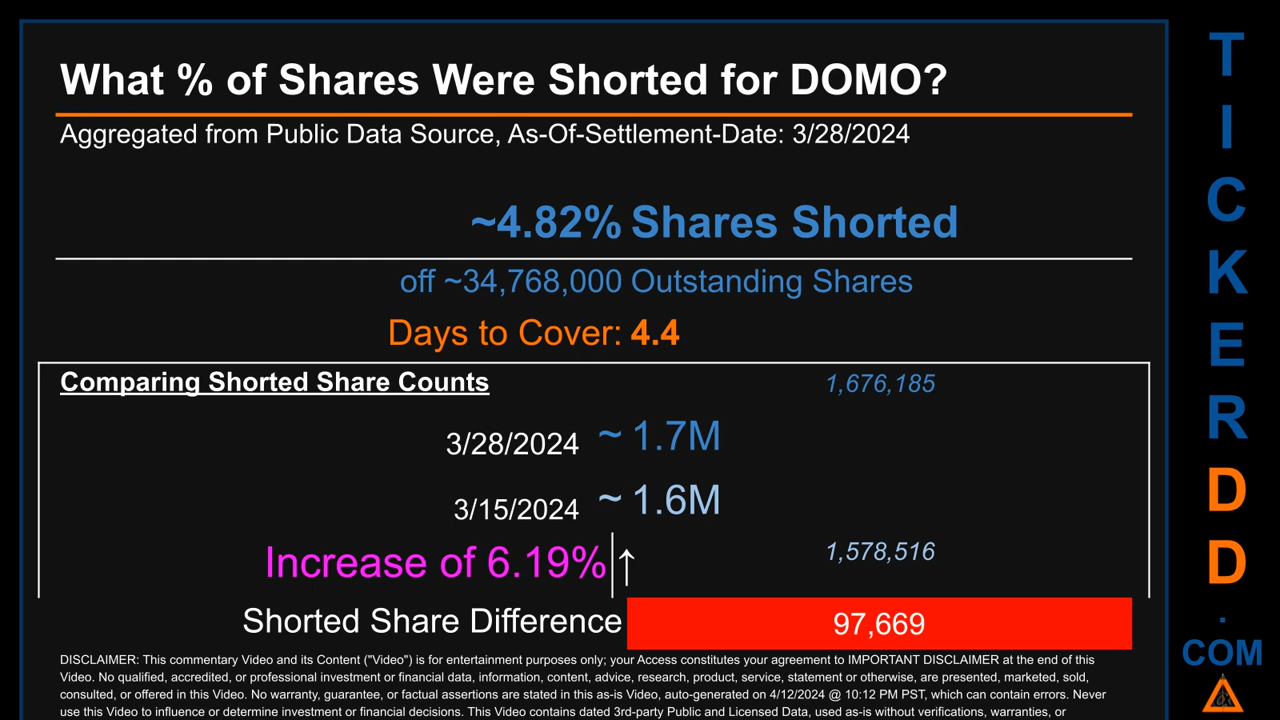 What % of Shares Were Shorted for DOMO?
Aggregated from Public Data Source, As-Of-Settlement-Date: 3/28/2024
~4.82% Shares Shorted
off ~34,768,000 Outstanding Shares
Days to Cover: 4.4
Comparing Shorted Share Counts
1,676,185
3/28/2024 ~ 1.7M
3/15/2024 ~ 1.6M
Increase of 6.19% ↑
1,578,516
Shorted Share Difference 97,669
DISCLAIMER: This commentary Video and its Content ("Video") is for entertainment purposes only; your Access constitutes your agreement to IMPORTANT DISCLAIMER at the end of this
Video. No qualified, accredited, or professional investment or financial data, information, content, advice, research, product, service, statement or otherwise, are presented, marketed, sold,
consulted, or offered in this Video. No warranty, guarantee, or factual assertions are stated in this as-is Video, auto-generated on 4/12/2024 @ 10:12 PM PST, which can contain errors. Never
use this Video to influence or determine investment or financial decisions. This Video contains dated 3rd-party Public and Licensed Data, used as-is without verifications, warranties, or
T
I
C
K
E
R
D
D
.
COM